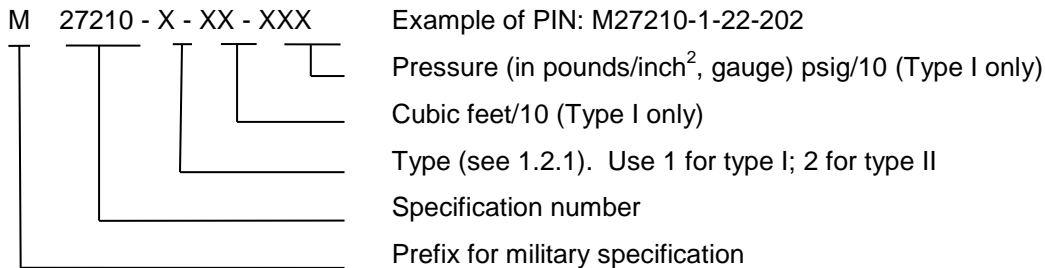 M 27210 - X - XX - XXX Example of PIN: M27210-1-22-202
Pressure (in pounds/inch², gauge) psig/10 (Type I only)
Cubic feet/10 (Type I only)
Type (see 1.2.1). Use 1 for type I; 2 for type II
Specification number
Prefix for military specification